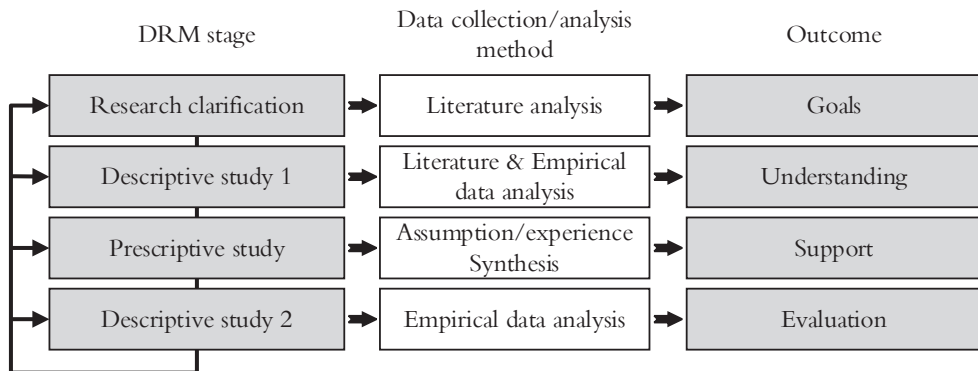 DRM stage
Data collection/analysis
method
Outcome
Research clarification
Literature analysis
Goals
Descriptive study 1
Literature & Empirical
data analysis
Understanding
Prescriptive study
Assumption/experience
Synthesis
Support
Descriptive study 2
Empirical data analysis
Evaluation